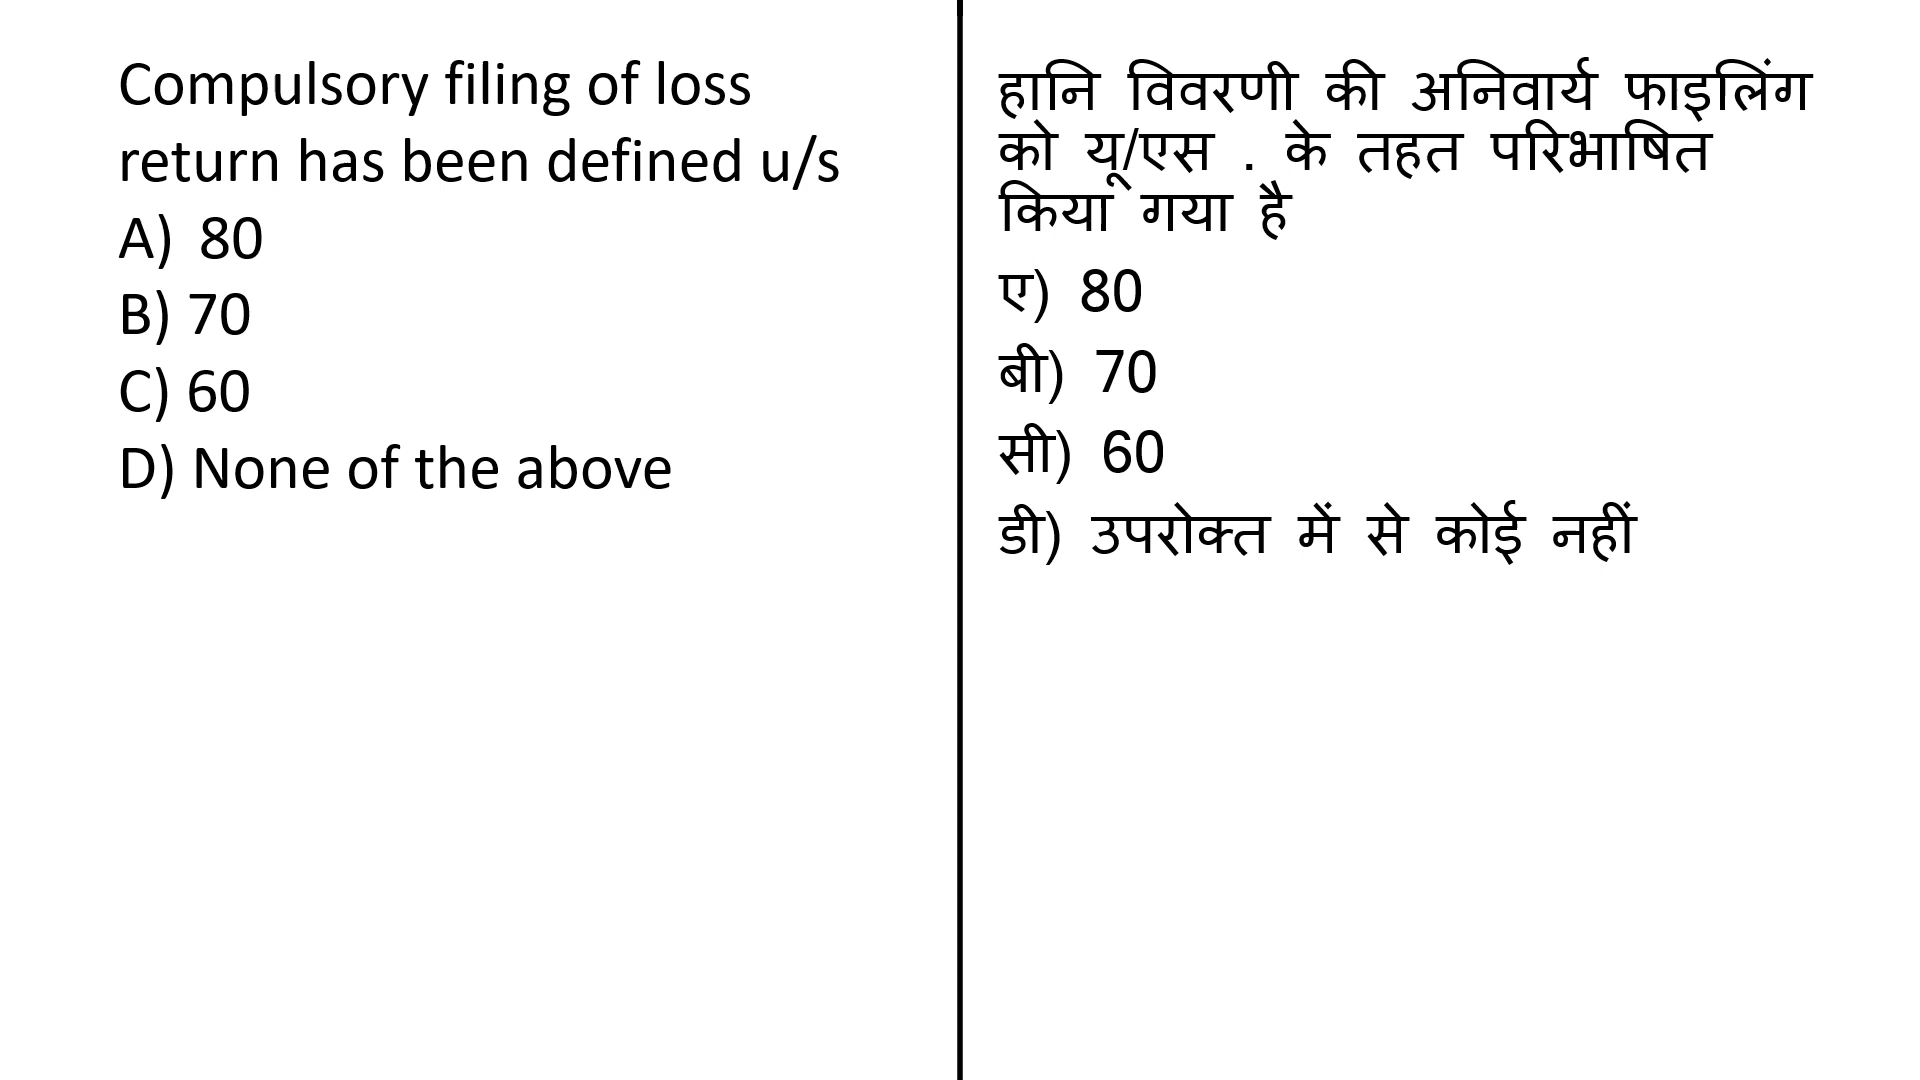 Compulsory filing of loss
return has been defined u/s
A) 80
B) 70
C) 60
D) None of the above
हानि विवरणी की अनिवार्य फाइलिंग
को यू/एस . के तहत परिभाषित
किया गया है
ए) 80
बी) 70
सी) 60
डी) उपरोक्त में से कोई नहीं